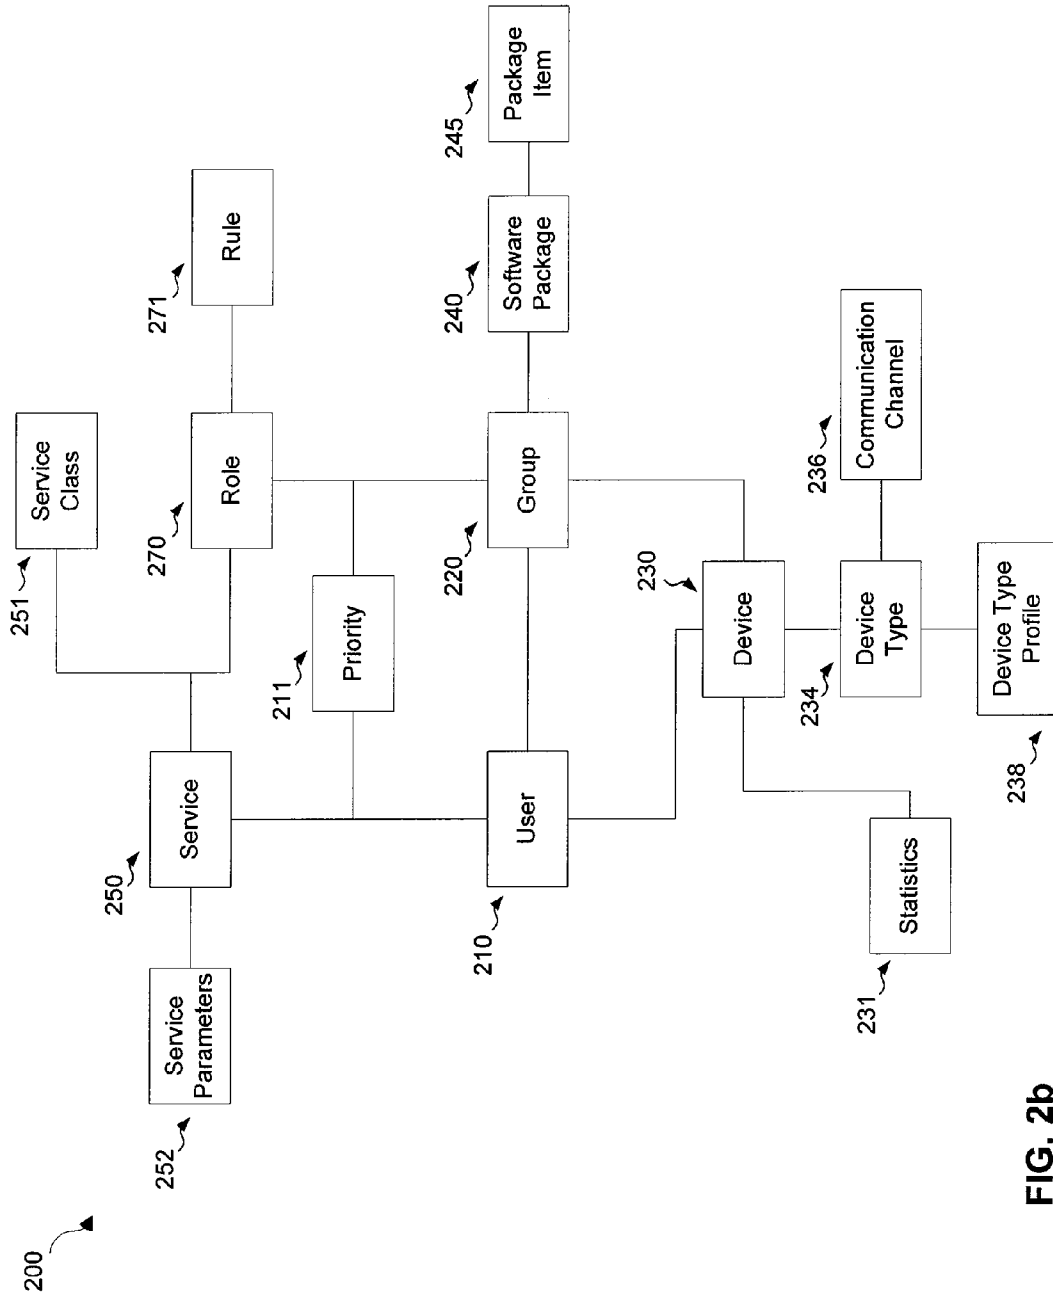 200
252
Service
Parameters
250
Service
251
Service
Class
270
Role
271
Rule
211
Priority
210
User
220
Group
240
Software
Package
245
Package
Item
230
Device
231
Statistics
234
Device
Type
236
Communication
Channel
238
Device Type
Profile
FIG. 2b